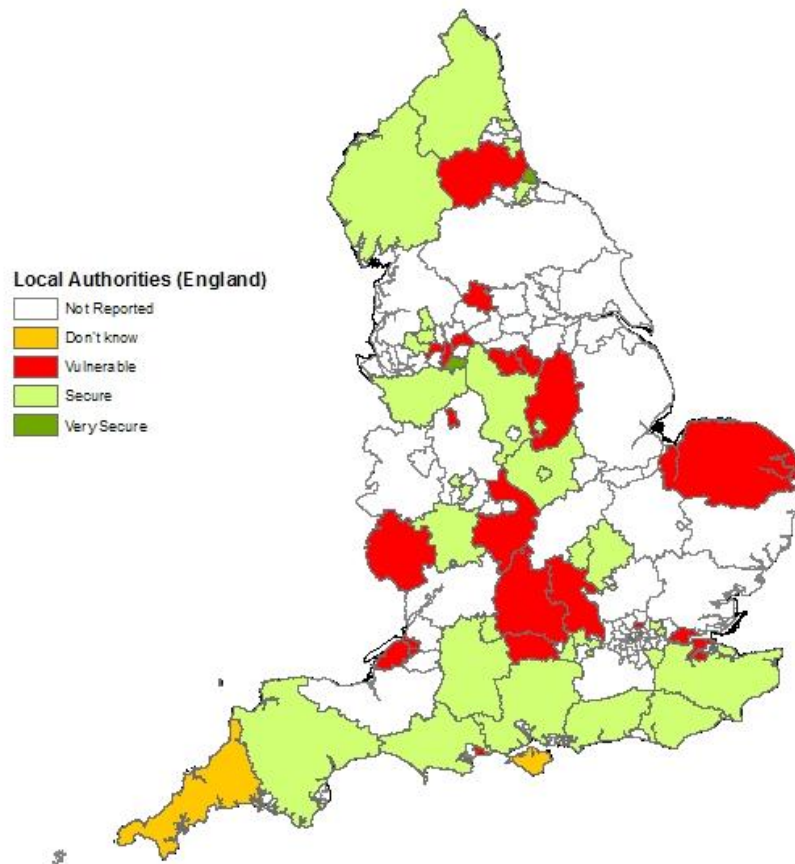 Local Authorities (England)
Not Reported
Don't know
Vulnerable
Secure
Very Secure